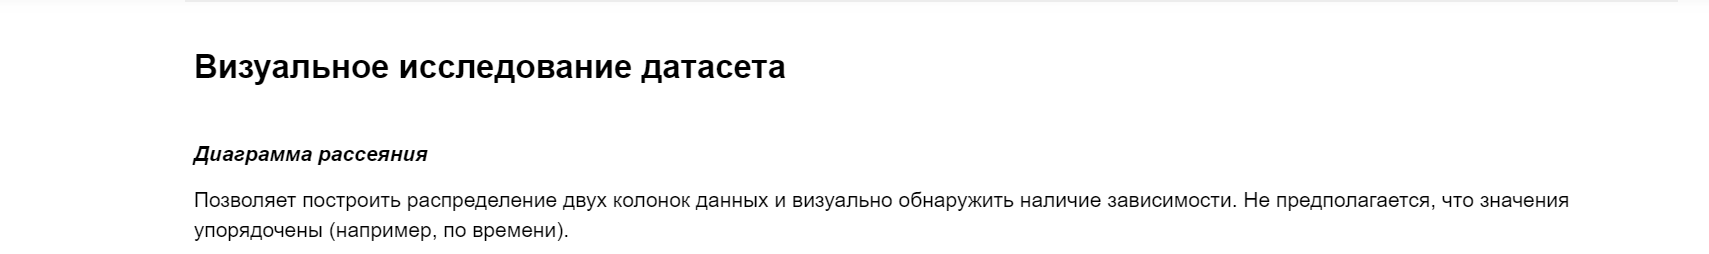 Визуальное исследование датасета
Диаграмма рассеяния
Позволяет построить распределение двух колонок данных и визуально обнаружить наличие зависимости. Не предполагается, что значения
упорядочены (например, по времени).